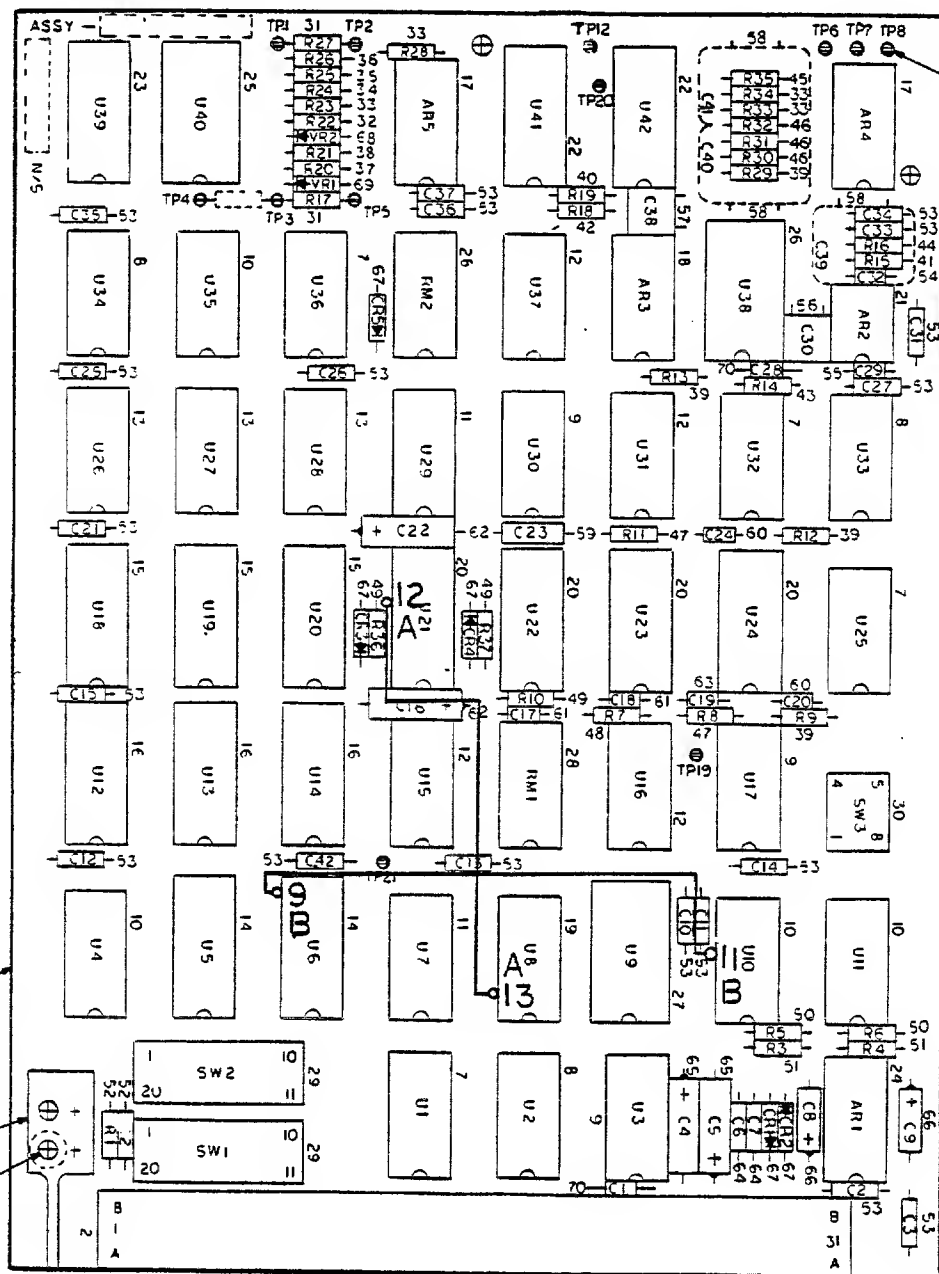 ASSY
TP1 31 TP2
33
TP12
58
TP6 TP7 TP8
R27
R28
R26 36
R25 35
R24 34
R23 33
R22 32
VR2 68
R21 38
R20 37
VR1 69
R17
TP4 TP3 31 TP5
N/S
U39 23
U40 25
AR5 17
U41 22
TP20
U42 22
C41
C40
R35 45
R34 33
R33 33
R32 46
R31 46
R30 46
R29 39
58
AR4 17
C37 53
C36 53
40
R19
R18
42
C38 57
58
C34 53
C33 53
R16 44
R15 41
C32 54
C39
C35 53
U34 8
U35 10
U36 7
67 CR5
RM2 26
U37 12
AR3 18
U38 26
56
C30
AR2 21
C31 53
C25 53
C26 53
R13 39
70 C28
R14 43
55 C29
C27 53
U26 13
U27 13
U28 13
U29 11
U30 9
U31 12
U32 7
U33 8
C21 53
+ C22 62
C23 59
R11 47
C24 60
R12 39
U18 15
U19 15
U20 15
67 49
CR3 R36
12
A
U21 20
67 49
CR4 R37
U22 20
U23 20
U24 20
U25 7
C15 53
C16 + 62
R10 49
C17 61
C18 61
R7 48
63
C19
R8 47
60
C20
R9 39
U12 16
U13 16
U14 16
U15 12
RM1 28
U16 12
TP19
U17 9
4 5
SW3
1 8
30
C12 53
53 C42
TP21
C13 53
C14 53
U4 10
U5 14
9
B
U6 14
U7 11
U8 19
A
13
U9 27
C10 C11
53 53
11
B
U10 10
U11 10
R5 50
R3 51
R6 50
R4 51
1 10
SW2
20 11
29
1 10
SW1
20 11
29
52 52
R1
U1 7
U2 8
U3 9
65 65
+ C4
C5 +
C6 C7 CR1 CR2
64 64 67 67
C8 +
66
AR1 24
+ C9
66
70 C1
C2 53
C3 53
B
2 1
A
B
31
A